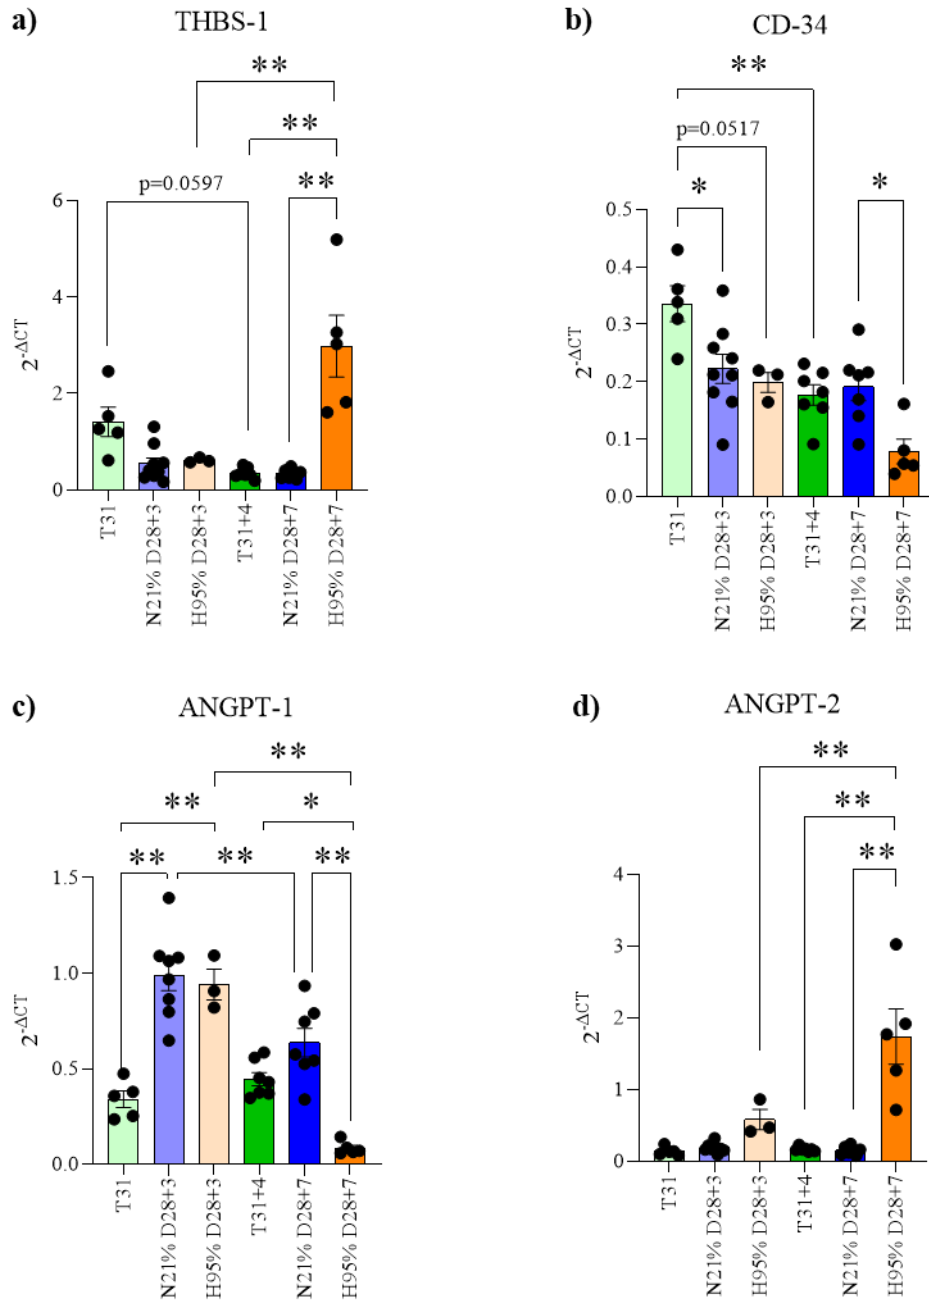 a) THBS-1
**
**
p=0.0597 **
6
4
2
0
2^-ΔCT
T31
N21% D28+3
H95% D28+3
T31+4
N21% D28+7
H95% D28+7
b) CD-34
**
p=0.0517
* *
0.5
0.4
0.3
0.2
0.1
0.0
2^-ΔCT
T31
N21% D28+3
H95% D28+3
T31+4
N21% D28+7
H95% D28+7
c) ANGPT-1
**
** *
** ** **
1.5
1.0
0.5
0.0
2^-ΔCT
T31
N21% D28+3
H95% D28+3
T31+4
N21% D28+7
H95% D28+7
d) ANGPT-2
**
**
**
4
3
2
1
0
2^-ΔCT
T31
N21% D28+3
H95% D28+3
T31+4
N21% D28+7
H95% D28+7